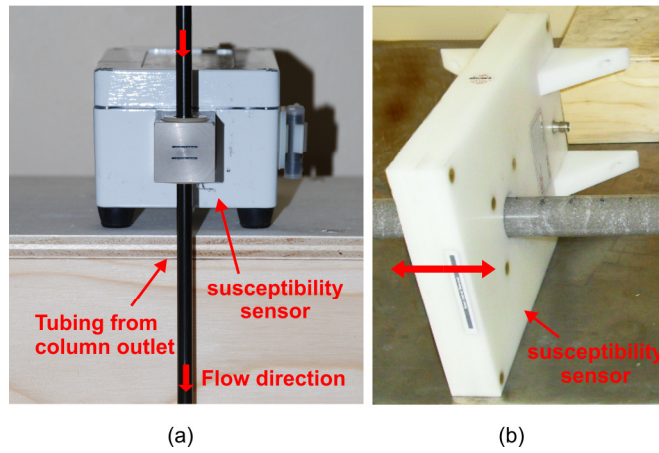 susceptibility
sensor
Tubing from
column outlet
Flow direction
susceptibility
sensor
(a)
(b)